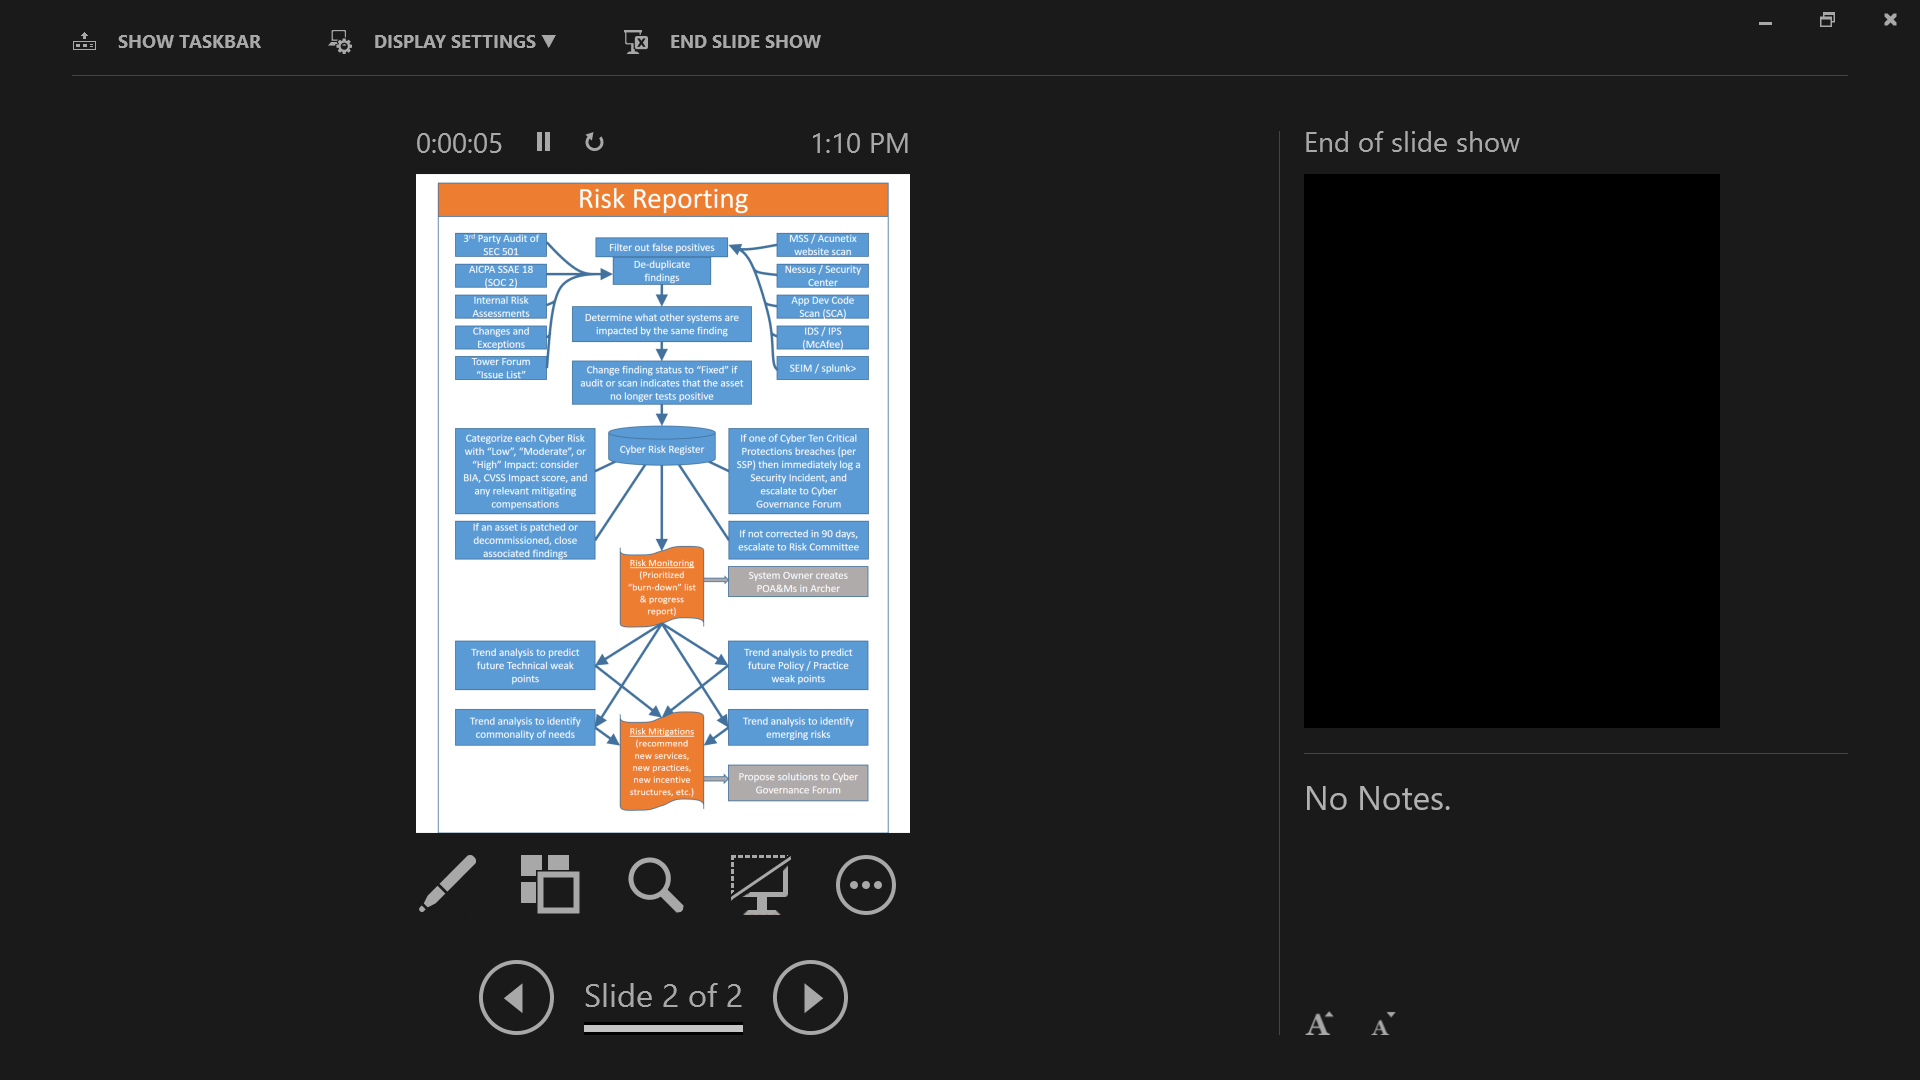 SHOW TASKBAR
DISPLAY SETTINGS ▼
END SLIDE SHOW
0:00:05
1:10 PM
Risk Reporting
3rd Party Audit of
SEC 501
AICPA SSAE 18
(SOC 2)
Internal Risk
Assessments
Changes and
Exceptions
Tower Forum
“Issue List”
Filter out false positives
De-duplicate
findings
Determine what other systems are
impacted by the same finding
Change finding status to “Fixed” if
audit or scan indicates that the asset
no longer tests positive
MSS / Acunetix
website scan
Nessus / Security
Center
App Dev Code
Scan (SCA)
IDS / IPS
(McAfee)
SEIM / splunk>
Categorize each Cyber Risk
with “Low”, “Moderate”, or
“High” Impact: consider
BIA, CVSS Impact score, and
any relevant mitigating
compensations
Cyber Risk Register
If one of Cyber Ten Critical
Protections breaches (per
SSP) then immediately log a
Security Incident, and
escalate to Cyber
Governance Forum
If an asset is patched or
decommissioned, close
associated findings
If not corrected in 90 days,
escalate to Risk Committee
Risk Monitoring
(Prioritized
“burn-down” list
& progress
report)
System Owner creates
POA&Ms in Archer
Trend analysis to predict
future Technical weak
points
Trend analysis to predict
future Policy / Practice
weak points
Trend analysis to identify
commonality of needs
Risk Mitigations
(recommend
new services,
new practices,
new incentive
structures, etc.)
Trend analysis to identify
emerging risks
Propose solutions to Cyber
Governance Forum
Slide 2 of 2
End of slide show
No Notes.
A
A